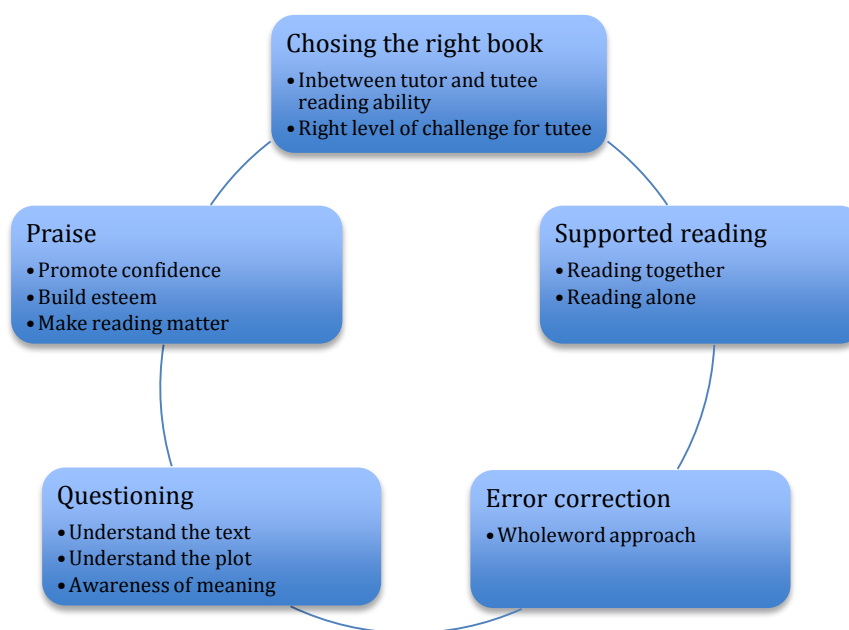 Chosing the right book
• Inbetween tutor and tutee
reading ability
• Right level of challenge for tutee
Supported reading
• Reading together
• Reading alone
Error correction
• Wholeword approach
Questioning
• Understand the text
• Understand the plot
• Awareness of meaning
Praise
• Promote confidence
• Build esteem
• Make reading matter